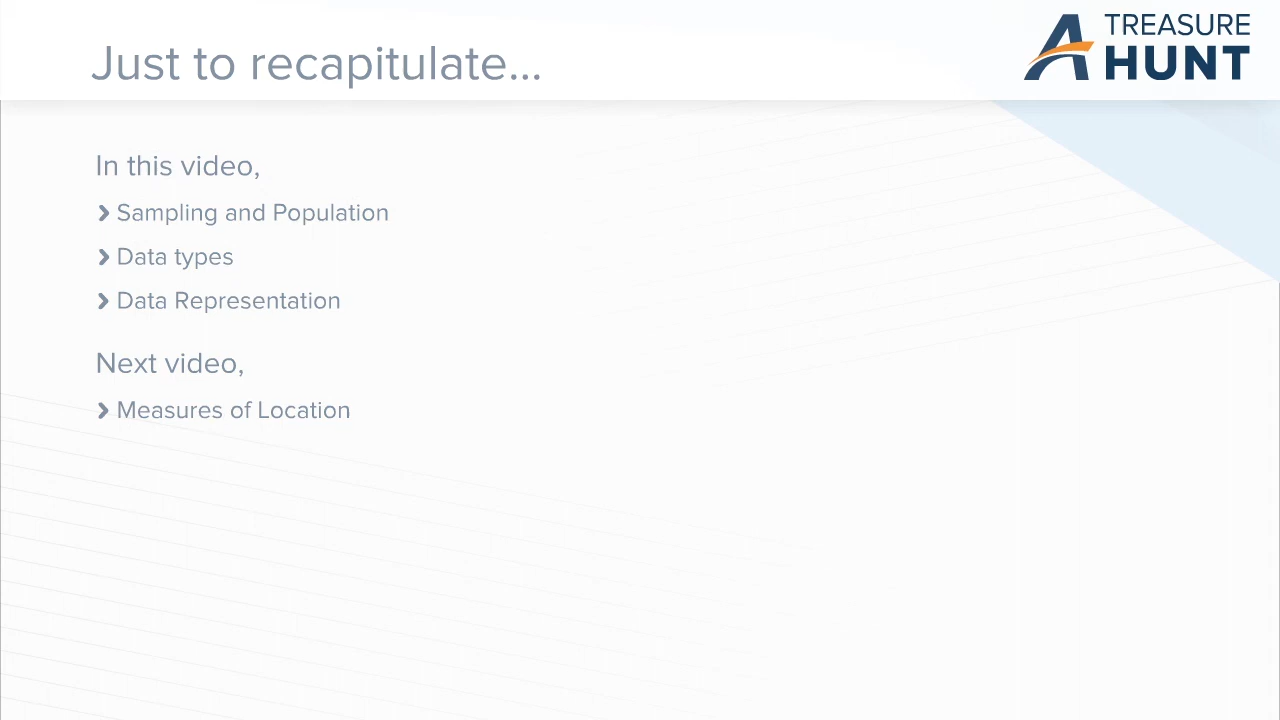 Just to recapitulate...
TREASURE
HUNT
In this video,
Sampling and Population
Data types
Data Representation
Next video,
Measures of Location